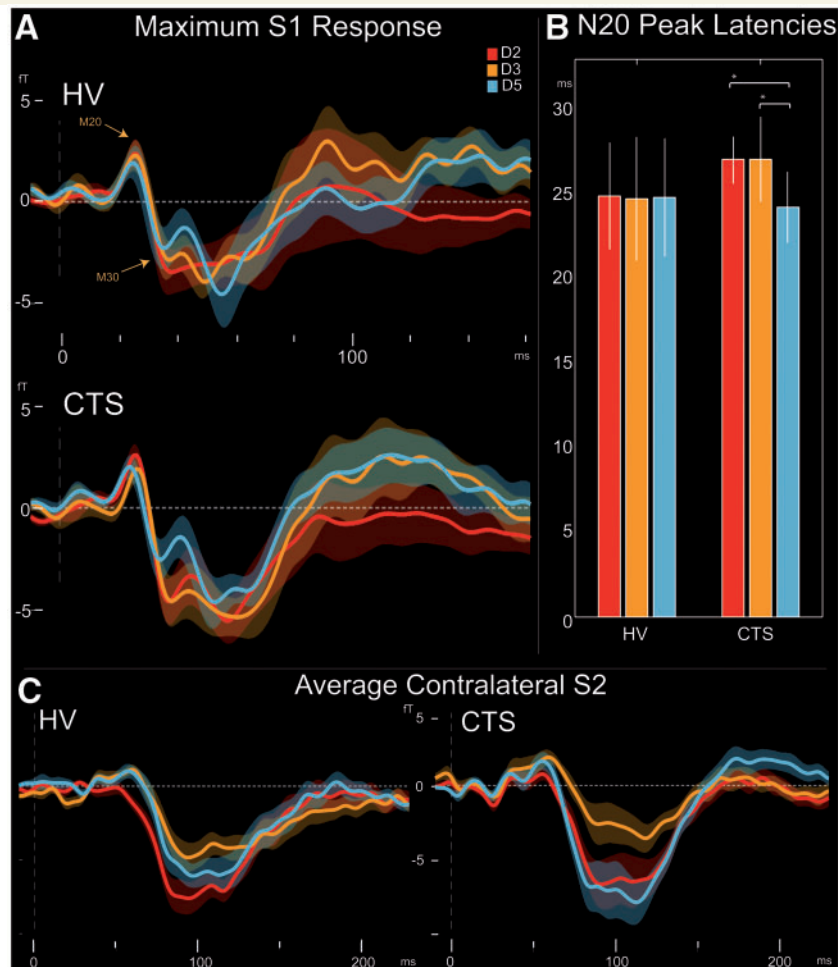 A
Maximum S1 Response
D2
D3
D5
fT
5
HV
M20
0
M30
-5
0
100
ms
fT
5
CTS
0
-5
B
N20 Peak Latencies
ms
30
25
20
15
10
5
0
*
*
HV
CTS
C
Average Contralateral S2
HV
0
100
200
ms
fT
5
CTS
0
-5
0
100
200
ms